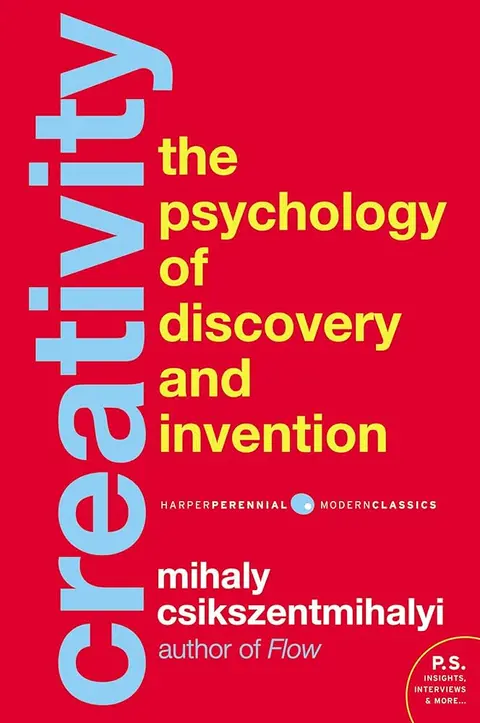 creativity
the
psychology
of
discovery
and
invention
HARPERPERENNIAL MODERNCLASSICS
mihaly
csikszentmihalyi
author of Flow
P.S.
INSIGHTS,
INTERVIEWS
& MORE...